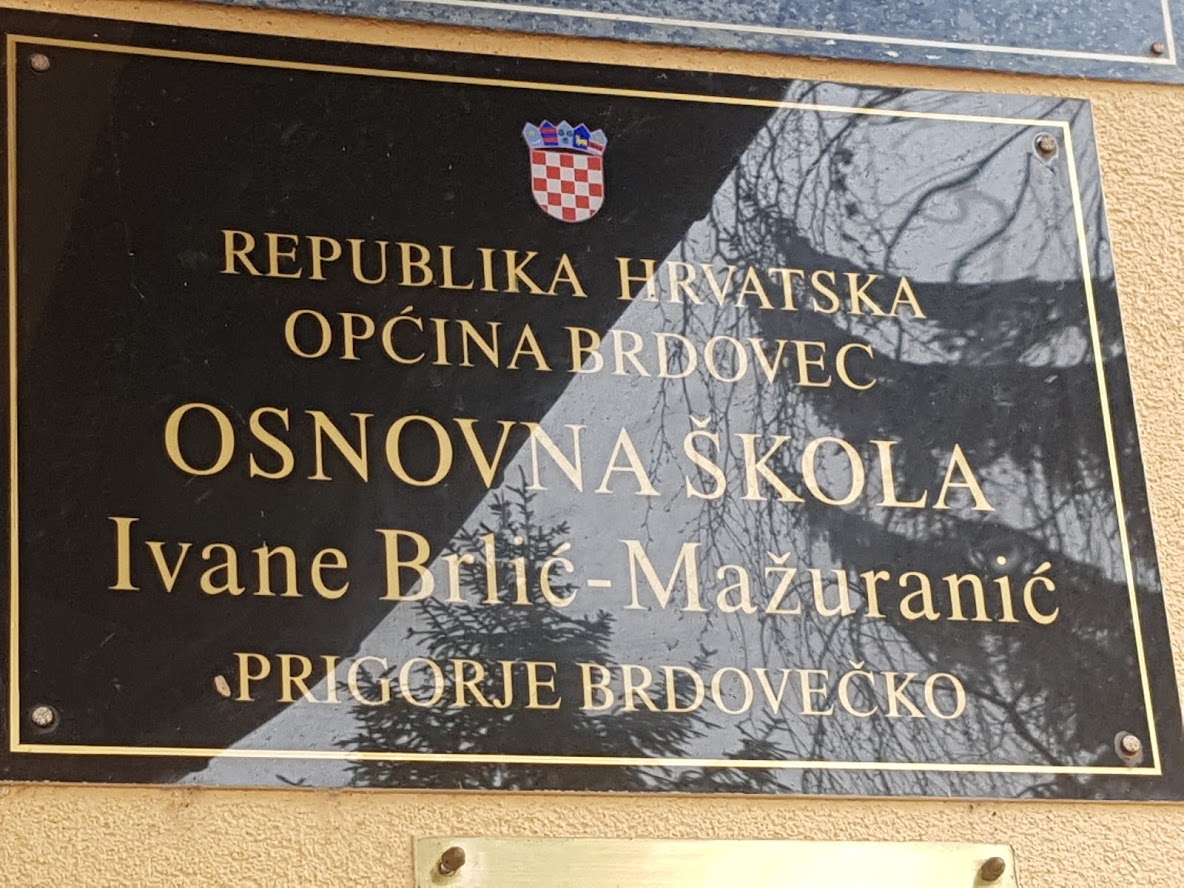 REPUBLIKA HRVATSKA
OPĆINA BRDOVEC
OSNOVNA ŠKOLA
Ivane Brlić-Mažuranić
PRIGORJE BRDOVEČKO